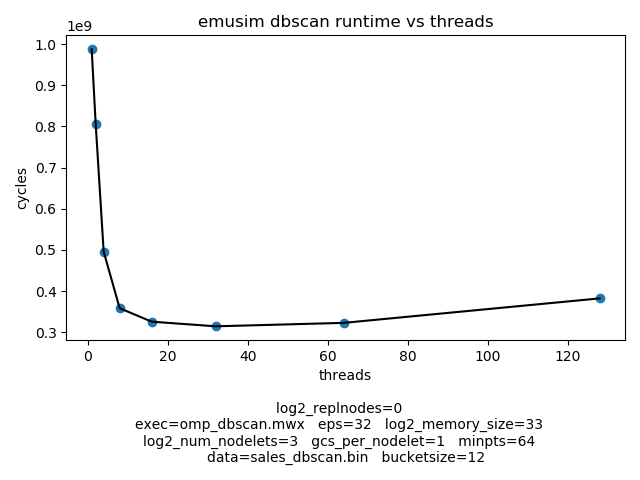 emusim dbscan runtime vs threads
1e9
1.0
0.9
0.8
0.7
0.6
0.5
0.4
0.3
cycles
0 20 40 60 80 100 120
threads
log2_replnodes=0
exec=omp_dbscan.mwx eps=32 log2_memory_size=33
log2_num_nodelets=3 gcs_per_nodelet=1 minpts=64
data=sales_dbscan.bin bucketsize=12